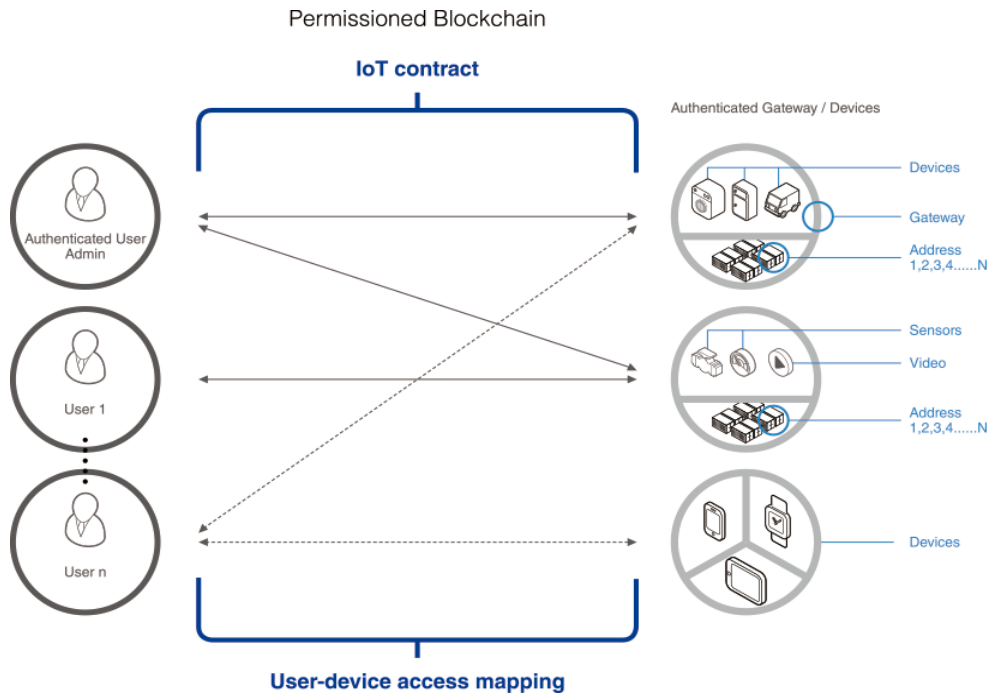 Permissioned Blockchain
IoT contract
Authenticated Gateway / Devices
Devices
Gateway
Authenticated User
Admin
Address
1,2,3,4......N
Sensors
Video
User 1
Address
1,2,3,4......N
Devices
User n
User-device access mapping